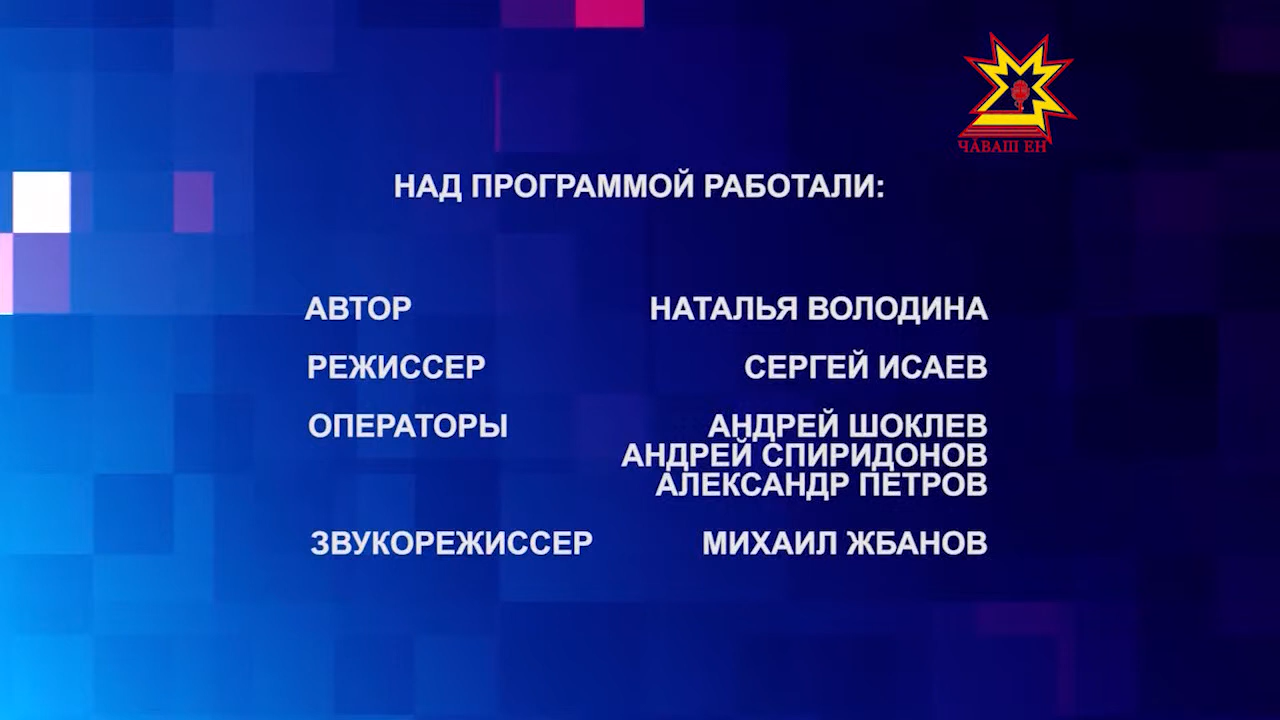 ЧӐВАШ ЕН
НАД ПРОГРАММОЙ РАБОТАЛИ:
АВТОР НАТАЛЬЯ ВОЛОДИНА
РЕЖИССЕР СЕРГЕЙ ИСАЕВ
ОПЕРАТОРЫ АНДРЕЙ ШОКЛЕВ
АНДРЕЙ СПИРИДОНОВ
АЛЕКСАНДР ПЕТРОВ
ЗВУКОРЕЖИССЕР МИХАИЛ ЖБАНОВ